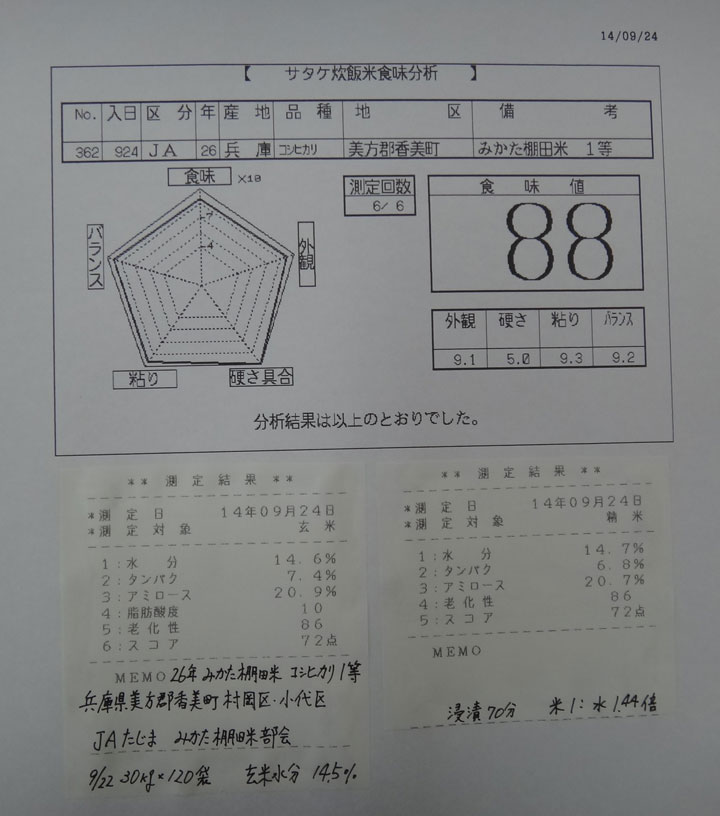 14/09/24
【 サタケ炊飯米食味分析 】
No. 入日 区分 年 産地 品種 地区 備考
362 924 JA 26 兵庫 コシヒカリ 美方郡香美町 みかた棚田米 1等
食味 ×10
7
4
外観
バランス
粘り
硬さ具合
測定回数
6/ 6
食味値
88
外観 硬さ 粘り バランス
9.1 5.0 9.3 9.2
分析結果は以上のとおりでした。
** 測定結果 **
*測定日 14年09月24日
*測定対象 玄米
1:水分 14.6%
2:タンパク 7.4%
3:アミロース 20.9%
4:脂肪酸度 10
5:老化性 86
6:スコア 72点
MEMO 26年 みかた棚田米 コシヒカリ 1等
兵庫県美方郡香美町村岡区・小代区
JAたじま みかた棚田米部会
9/22 30kg×120袋 玄米水分 14.5%
** 測定結果 **
*測定日 14年09月24日
*測定対象 精米
1:水分 14.7%
2:タンパク 6.8%
3:アミロース 20.7%
4:老化性 86
5:スコア 72点
MEMO
浸漬70分 米1:水1.44倍